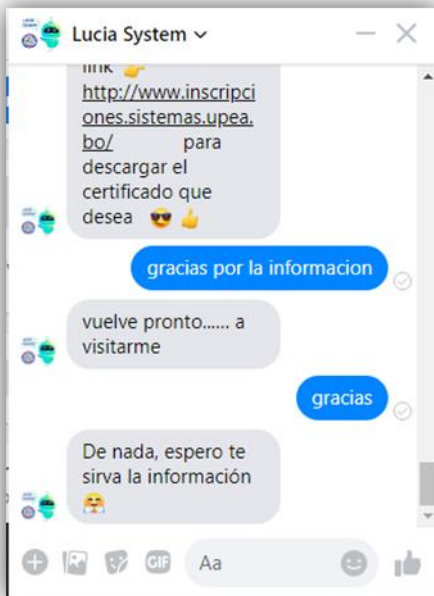 Lucia System
link
http://www.inscripci
ones.sistemas.upea.
bo/ para
descargar el
certificado que
desea
gracias por la informacion
vuelve pronto...... a
visitarme
gracias
De nada, espero te
sirva la información
GIF
Aa